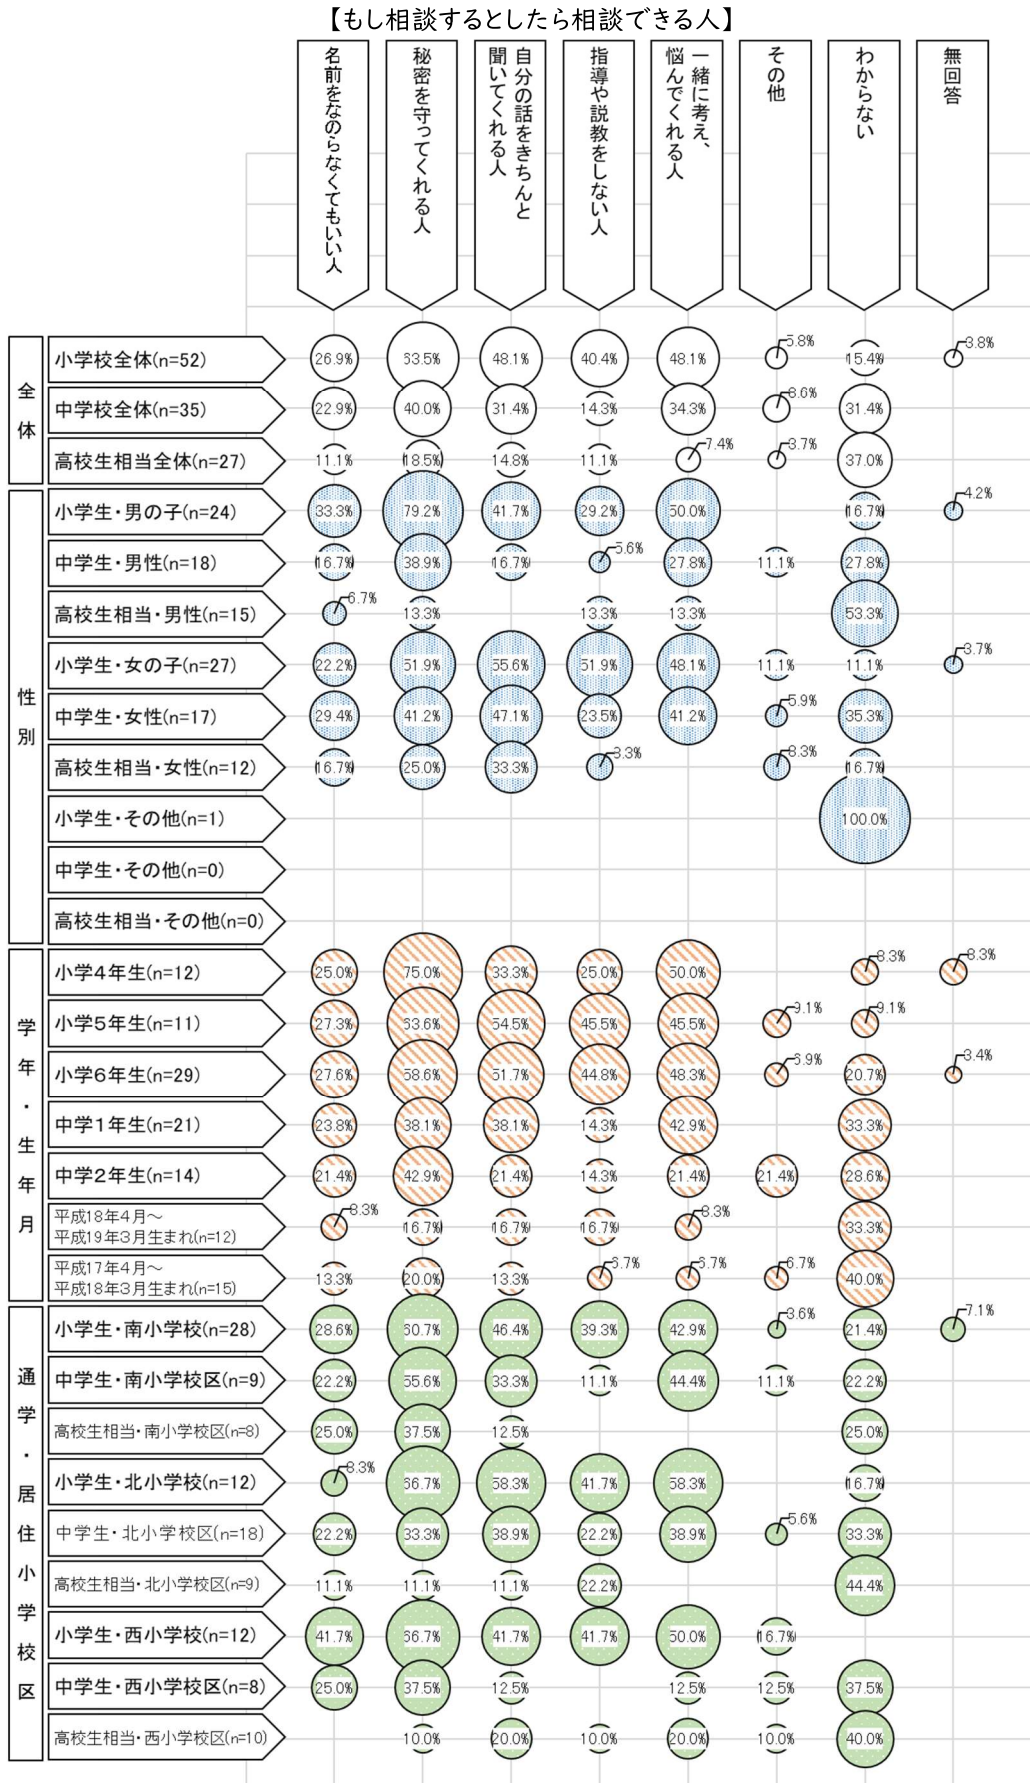 【もし相談するとしたら相談できる人】
名前をなのらなくてもいい人
秘密を守ってくれる人
自分の話をきちんと
聞いてくれる人
指導や説教をしない人
一緒に考え、
悩んでくれる人
その他
わからない
無回答
全体
小学校全体(n=52) 26.9% 63.5% 48.1% 40.4% 48.1% 5.8% 15.4% 3.8%
中学校全体(n=35) 22.9% 40.0% 31.4% 14.3% 34.3% 8.6% 31.4%
高校生相当全体(n=27) 11.1% 18.5% 14.8% 11.1% 7.4% 3.7% 37.0%
性別
小学生・男の子(n=24) 33.3% 79.2% 41.7% 29.2% 50.0% 16.7% 4.2%
中学生・男性(n=18) 16.7% 38.9% 16.7% 5.6% 27.8% 11.1% 27.8%
高校生相当・男性(n=15) 6.7% 13.3% 13.3% 13.3% 53.3%
小学生・女の子(n=27) 22.2% 51.9% 55.6% 51.9% 48.1% 11.1% 11.1% 3.7%
中学生・女性(n=17) 29.4% 41.2% 47.1% 23.5% 41.2% 5.9% 35.3%
高校生相当・女性(n=12) 16.7% 25.0% 33.3% 8.3% 8.3% 16.7%
小学生・その他(n=1) 100.0%
中学生・その他(n=0)
高校生相当・その他(n=0)
学年・生年月
小学4年生(n=12) 25.0% 75.0% 33.3% 25.0% 50.0% 8.3% 8.3%
小学5年生(n=11) 27.3% 63.6% 54.5% 45.5% 45.5% 9.1% 9.1%
小学6年生(n=29) 27.6% 58.6% 51.7% 44.8% 48.3% 6.9% 20.7% 3.4%
中学1年生(n=21) 23.8% 38.1% 38.1% 14.3% 42.9% 33.3%
中学2年生(n=14) 21.4% 42.9% 21.4% 14.3% 21.4% 21.4% 28.6%
平成18年4月～
平成19年3月生まれ(n=12) 8.3% 16.7% 16.7% 16.7% 8.3% 33.3%
平成17年4月～
平成18年3月生まれ(n=15) 13.3% 20.0% 13.3% 6.7% 6.7% 6.7% 40.0%
通学・居住小学校区
小学生・南小学校(n=28) 28.6% 60.7% 46.4% 39.3% 42.9% 3.6% 21.4% 7.1%
中学生・南小学校区(n=9) 22.2% 55.6% 33.3% 11.1% 44.4% 11.1% 22.2%
高校生相当・南小学校区(n=8) 25.0% 37.5% 12.5% 25.0%
小学生・北小学校(n=12) 8.3% 66.7% 58.3% 41.7% 58.3% 16.7%
中学生・北小学校区(n=18) 22.2% 33.3% 38.9% 22.2% 38.9% 5.6% 33.3%
高校生相当・北小学校区(n=9) 11.1% 11.1% 11.1% 22.2% 44.4%
小学生・西小学校(n=12) 41.7% 66.7% 41.7% 41.7% 50.0% 16.7%
中学生・西小学校区(n=8) 25.0% 37.5% 12.5% 12.5% 12.5% 37.5%
高校生相当・西小学校区(n=10) 10.0% 20.0% 10.0% 20.0% 10.0% 40.0%